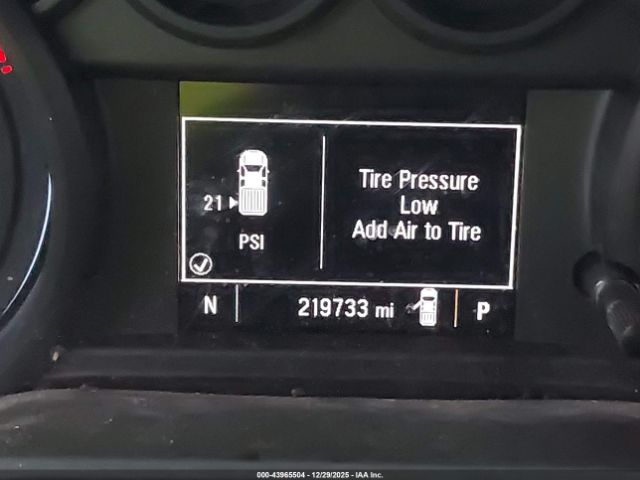 Tire Pressure
Low
Add Air to Tire
21
PSI
N
219733 mi
P
000-43965504 - 12/29/2025 - IAA Inc.